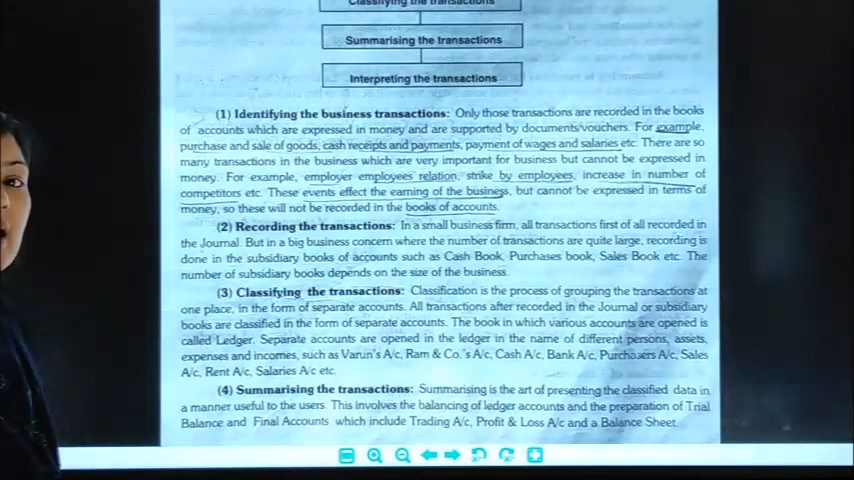 Classifying the transactions
Summarising the transactions
Interpreting the transactions
(1) Identifying the business transactions: Only those transactions are recorded in the books
of accounts which are expressed in money and are supported by documents/vouchers. For example,
purchase and sale of goods, cash receipts and payments, payment of wages and salaries etc. There are so
many transactions in the business which are very important for business but cannot be expressed in
money. For example, employer employees relation, strike by employees, increase in number of
competitors etc. These events effect the earning of the business, but cannot be expressed in terms of
money, so these will not be recorded in the books of accounts.
(2) Recording the transactions: In a small business firm, all transactions first of all recorded in
the Journal. But in a big business concern where the number of transactions are quite large, recording is
done in the subsidiary books of accounts such as Cash Book, Purchases book, Sales Book etc. The
number of subsidiary books depends on the size of the business.
(3) Classifying the transactions: Classification is the process of grouping the transactions at
one place, in the form of separate accounts. All transactions after recorded in the Journal or subsidiary
books are classified in the form of separate accounts. The book in which various accounts are opened is
called Ledger. Separate accounts are opened in the ledger in the name of different persons, assets,
expenses and incomes, such as Varun's A/c, Ram & Co.'s A/c, Cash A/c, Bank A/c, Purchasers A/c, Sales
A/c, Rent A/c, Salaries A/c etc.
(4) Summarising the transactions: Summarising is the art of presenting the classified data in
a manner useful to the users. This involves the balancing of ledger accounts and the preparation of Trial
Balance and Final Accounts which include Trading A/c, Profit & Loss A/c and a Balance Sheet.